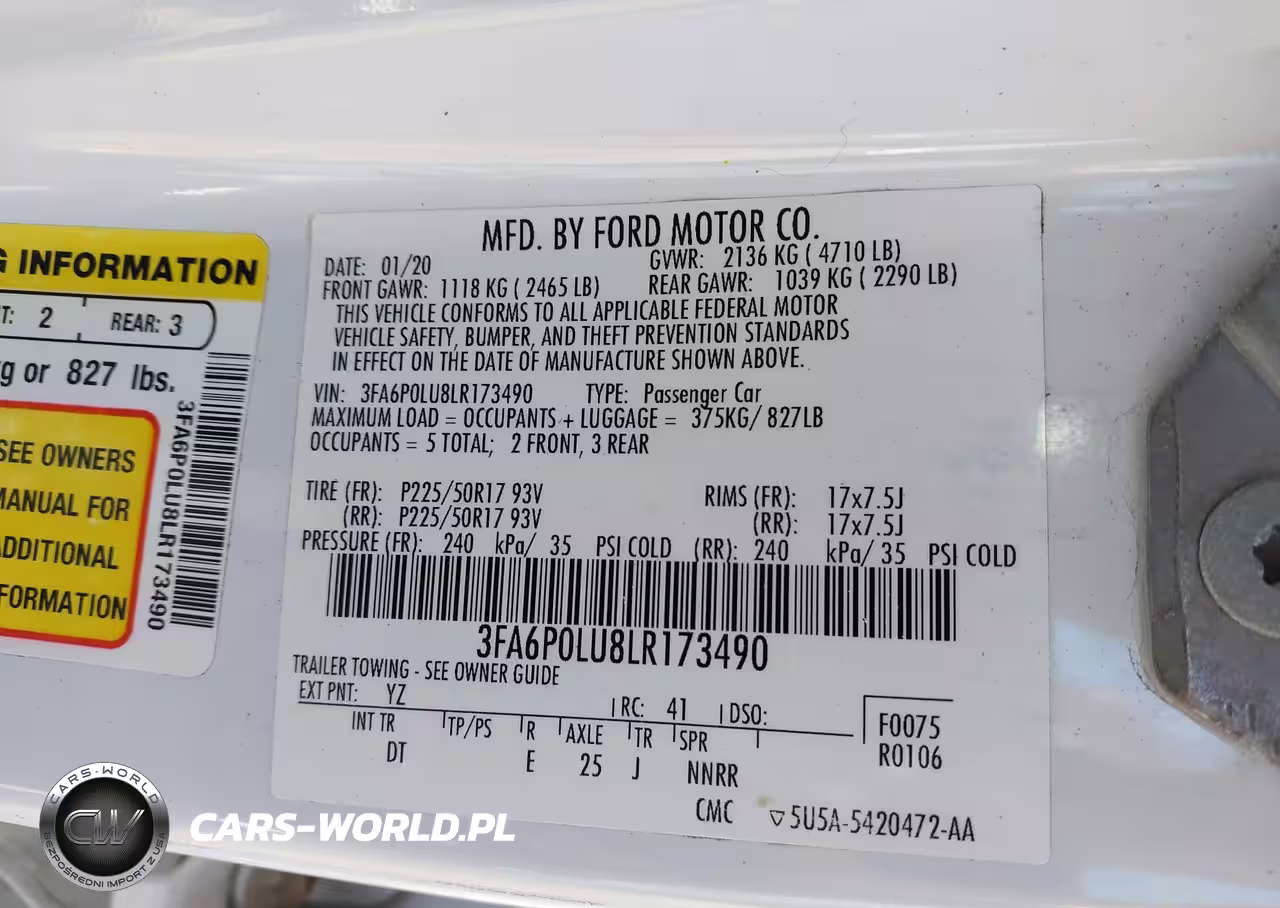 G INFORMATION
T: 2 REAR: 3
g or 827 lbs.
SEE OWNERS
MANUAL FOR
ADDITIONAL
FORMATION
3FA6P0LU8LR173490
MFD. BY FORD MOTOR CO.
DATE: 01/20 GVWR: 2136 KG ( 4710 LB)
FRONT GAWR: 1118 KG ( 2465 LB) REAR GAWR: 1039 KG ( 2290 LB)
THIS VEHICLE CONFORMS TO ALL APPLICABLE FEDERAL MOTOR
VEHICLE SAFETY, BUMPER, AND THEFT PREVENTION STANDARDS
IN EFFECT ON THE DATE OF MANUFACTURE SHOWN ABOVE.
VIN: 3FA6P0LU8LR173490 TYPE: Passenger Car
MAXIMUM LOAD = OCCUPANTS + LUGGAGE = 375KG/ 827LB
OCCUPANTS = 5 TOTAL; 2 FRONT, 3 REAR
TIRE (FR): P225/50R17 93V RIMS (FR): 17x7.5J
(RR): P225/50R17 93V (RR): 17x7.5J
PRESSURE (FR): 240 kPa/ 35 PSI COLD (RR): 240 kPa/ 35 PSI COLD
3FA6P0LU8LR173490
TRAILER TOWING - SEE OWNER GUIDE
EXT PNT: YZ RC: 41 DSO:
INT TR TP/PS R AXLE TR SPR
DT E 25 J NNRR
F0075
R0106
CMC ▽5U5A-5420472-AA
CARS-WORLD
CW
BEZPOŚREDNI IMPORT Z USA
CARS-WORLD.PL